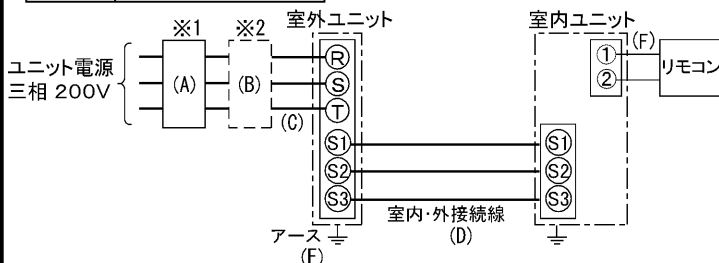 ※1
※2
室外ユニット
室内ユニット
ユニット電源
三相 200V
(A)
(B)
(C)
R
S
T
S1
S2
S3
1
2
(F)
リモコン
S1
S2
S3
室内・外接続線
(D)
アース
(E)